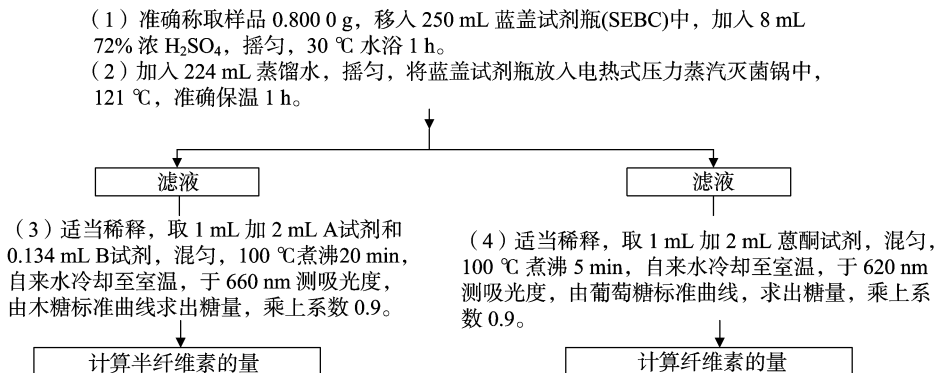 （1）准确称取样品 0.800 0 g，移入 250 mL 蓝盖试剂瓶(SEBC)中，加入 8 mL
72% 浓 H₂SO₄，摇匀，30 ℃ 水浴 1 h。
（2）加入 224 mL 蒸馏水，摇匀，将蓝盖试剂瓶放入电热式压力蒸汽灭菌锅中，
121 ℃，准确保温 1 h。
滤液
滤液
（3）适当稀释，取 1 mL 加 2 mL A试剂和
0.134 mL B试剂，混匀，100 ℃煮沸20 min，
自来水冷却至室温，于 660 nm 测吸光度，
由木糖标准曲线求出糖量，乘上系数 0.9。
（4）适当稀释，取 1 mL 加 2 mL 蒽酮试剂，混匀，
100 ℃ 煮沸 5 min，自来水冷却至室温，于 620 nm
测吸光度，由葡萄糖标准曲线，求出糖量，乘上系
数 0.9。
计算半纤维素的量
计算纤维素的量